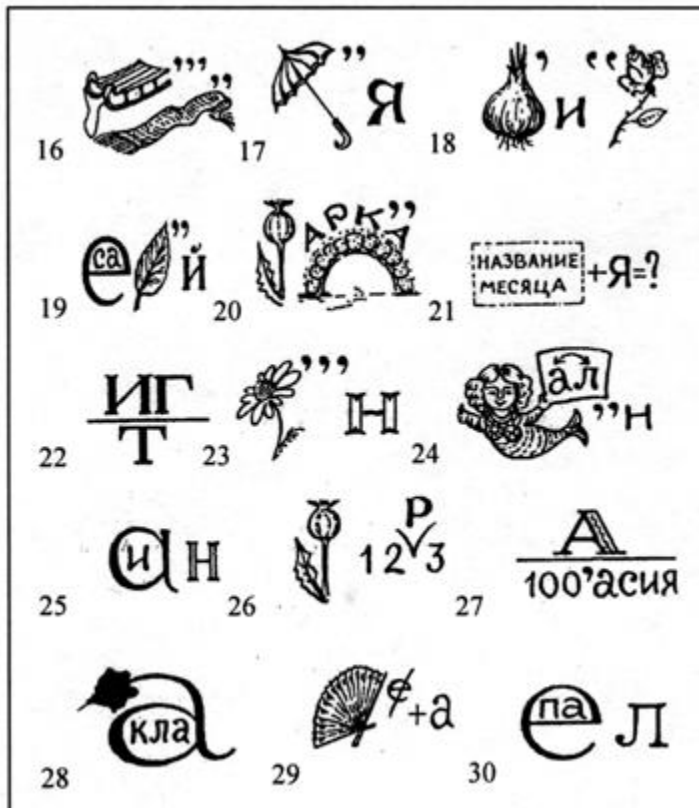 16 ’’’ ’’ 17 ’’ Я 18 ’ и ‘‘
19 е са ’’ й 20 АРКА’’ 21 НАЗВАНИЕ МЕСЯЦА +Я=?
22 ИГ
Т 23 ’’’ Н 24 ал ’’н
25 а и н 26 1 2 Р 3 27 А
100’асия
28 а кла 29 е +а 30 е па л